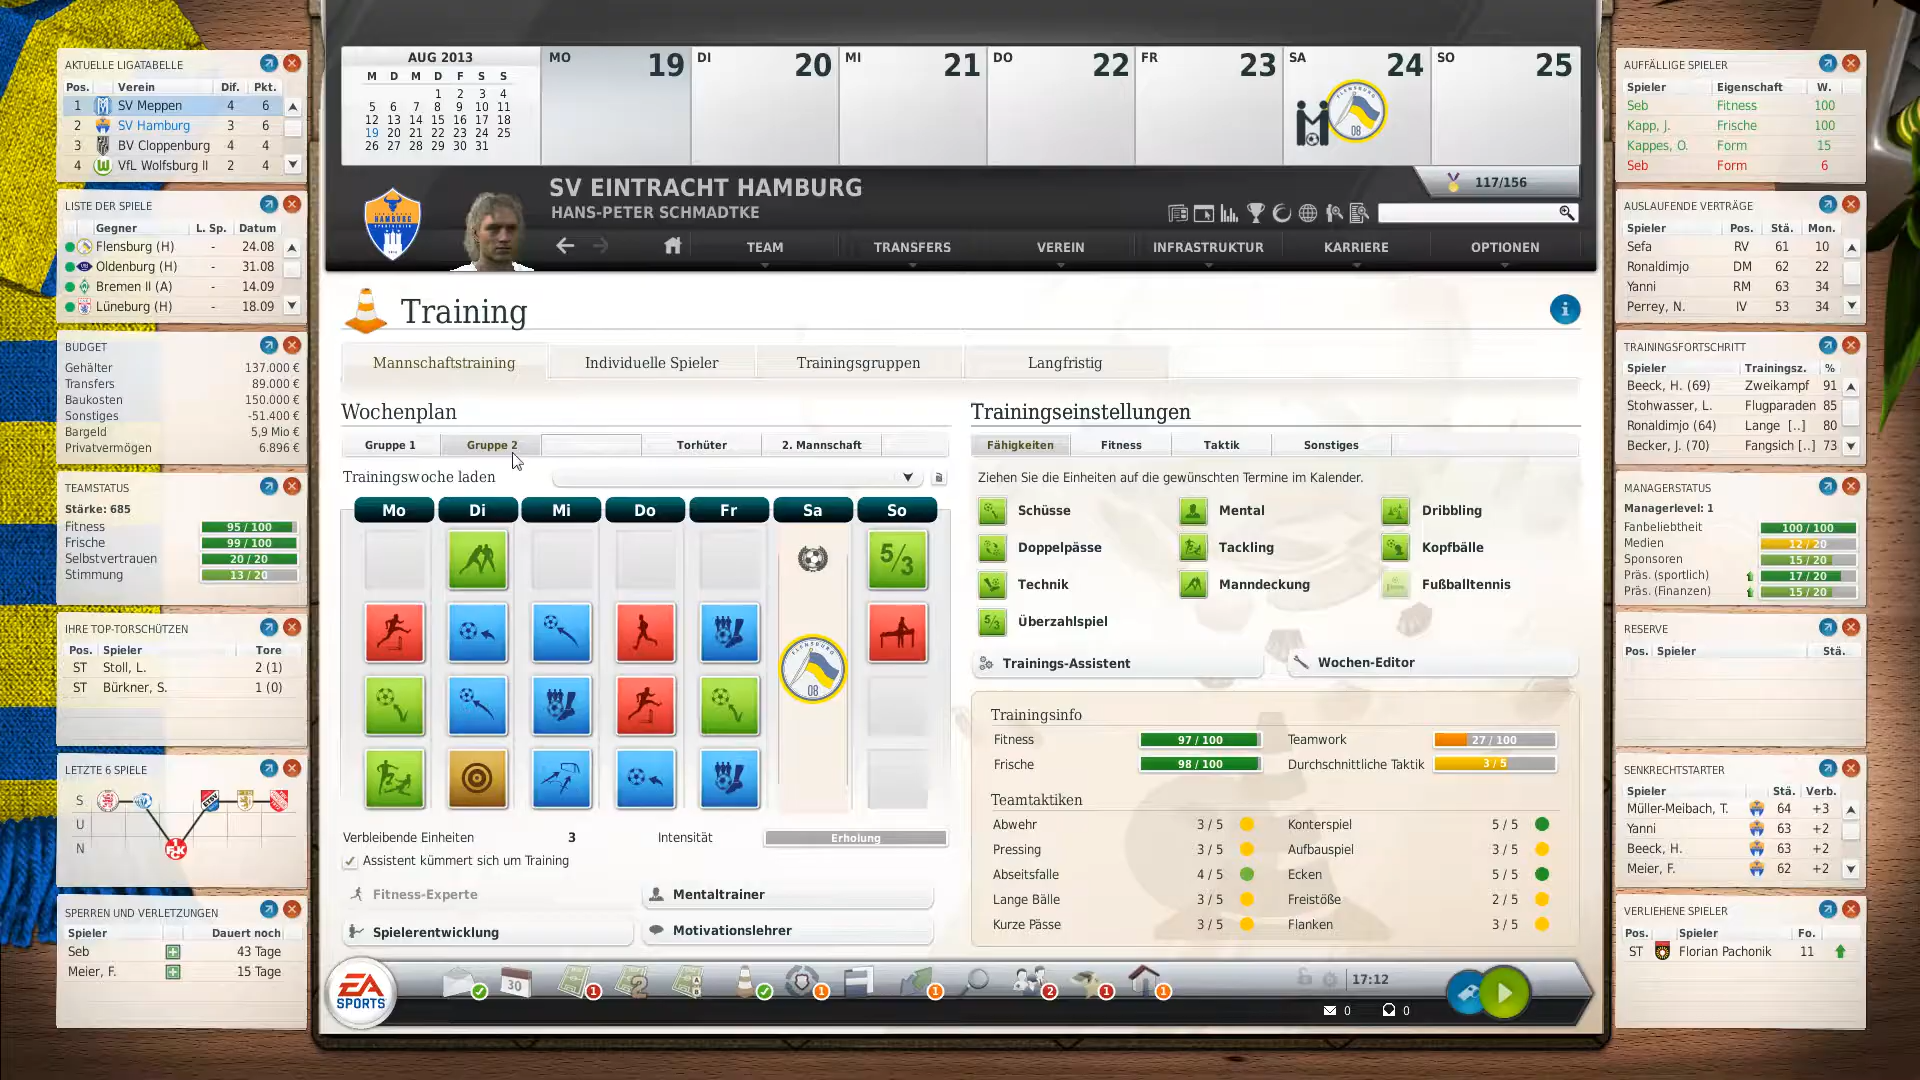 AKTUELLE LIGATABELLE
Pos. Verein Dif. Pkt.
1 SV Meppen 4 6
2 SV Hamburg 3 6
3 BV Cloppenburg 4 4
4 VfL Wolfsburg II 2 4
LISTE DER SPIELE
Gegner L. Sp. Datum
Flensburg (H) - 24.08
Oldenburg (H) - 31.08
Bremen II (A) - 14.09
Lüneburg (H) - 18.09
BUDGET
Gehälter 137.000 €
Transfers 89.000 €
Baukosten 150.000 €
Sonstiges -51.400 €
Bargeld 5,9 Mio €
Privatvermögen 6.896 €
TEAMSTATUS
Stärke: 685
Fitness 95 / 100
Frische 99 / 100
Selbstvertrauen 20 / 20
Stimmung 13 / 20
IHRE TOP-TORSCHÜTZEN
Pos. Spieler Tore
ST Stoll, L. 2 (1)
ST Bürkner, S. 1 (0)
LETZTE 6 SPIELE
S
U
N
SPERREN UND VERLETZUNGEN
Spieler Dauert noch
Seb 43 Tage
Meier, F. 15 Tage
AUG 2013
M D M D F S S
1 2 3 4
5 6 7 8 9 10 11
12 13 14 15 16 17 18
19 20 21 22 23 24 25
26 27 28 29 30 31
MO 19 DI 20 MI 21 DO 22 FR 23 SA 24 SO 25
FLENSBURG 08
SV EINTRACHT HAMBURG
HANS-PETER SCHMADTKE
117/156
HAMBURG
TEAM TRANSFERS VEREIN INFRASTRUKTUR KARRIERE OPTIONEN
Training
Mannschaftstraining Individuelle Spieler Trainingsgruppen Langfristig
Wochenplan
Gruppe 1 Gruppe 2 Torhüter 2. Mannschaft
Trainingswoche laden
Mo Di Mi Do Fr Sa So
5/3
FLENSBURG 08
Verbleibende Einheiten 3 Intensität Erholung
Assistent kümmert sich um Training
Fitness-Experte Mentaltrainer
Spielerentwicklung Motivationslehrer
Trainingseinstellungen
Fähigkeiten Fitness Taktik Sonstiges
Ziehen Sie die Einheiten auf die gewünschten Termine im Kalender.
Schüsse Mental Dribbling
Doppelpässe Tackling Kopfbälle
Technik Manndeckung Fußballtennis
5/3 Überzahlspiel
Trainings-Assistent Wochen-Editor
Trainingsinfo
Fitness 97 / 100 Teamwork 27 / 100
Frische 98 / 100 Durchschnittliche Taktik 3 / 5
Teamtaktiken
Abwehr 3 / 5 Konterspiel 5 / 5
Pressing 3 / 5 Aufbauspiel 3 / 5
Abseitsfalle 4 / 5 Ecken 5 / 5
Lange Bälle 3 / 5 Freistöße 2 / 5
Kurze Pässe 3 / 5 Flanken 3 / 5
EA SPORTS
30 1 2 1 1 2 1 1
17:12
0 0
AUFFÄLLIGE SPIELER
Spieler Eigenschaft W.
Seb Fitness 100
Kapp, J. Frische 100
Kappes, O. Form 15
Seb Form 6
AUSLAUFENDE VERTRÄGE
Spieler Pos. Stä. Mon.
Sefa RV 61 10
Ronaldimjo DM 62 22
Yanni RM 63 34
Perrey, N. IV 53 34
TRAININGSFORTSCHRITT
Spieler Trainingsz. %
Beeck, H. (69) Zweikampf 91
Stohwasser, L. Flugparaden 85
Ronaldimjo (64) Lange [..] 80
Becker, J. (70) Fangsich [..] 73
MANAGERSTATUS
Managerlevel: 1
Fanbeliebtheit 100 / 100
Medien 12 / 20
Sponsoren 15 / 20
Präs. (sportlich) 17 / 20
Präs. (Finanzen) 15 / 20
RESERVE
Pos. Spieler Stä.
SENKRECHTSTARTER
Spieler Stä. Verb.
Müller-Meibach, T. 64 +3
Yanni 63 +2
Beeck, H. 63 +2
Meier, F. 62 +2
VERLIEHENE SPIELER
Pos. Spieler Fo.
ST Florian Pachonik 11